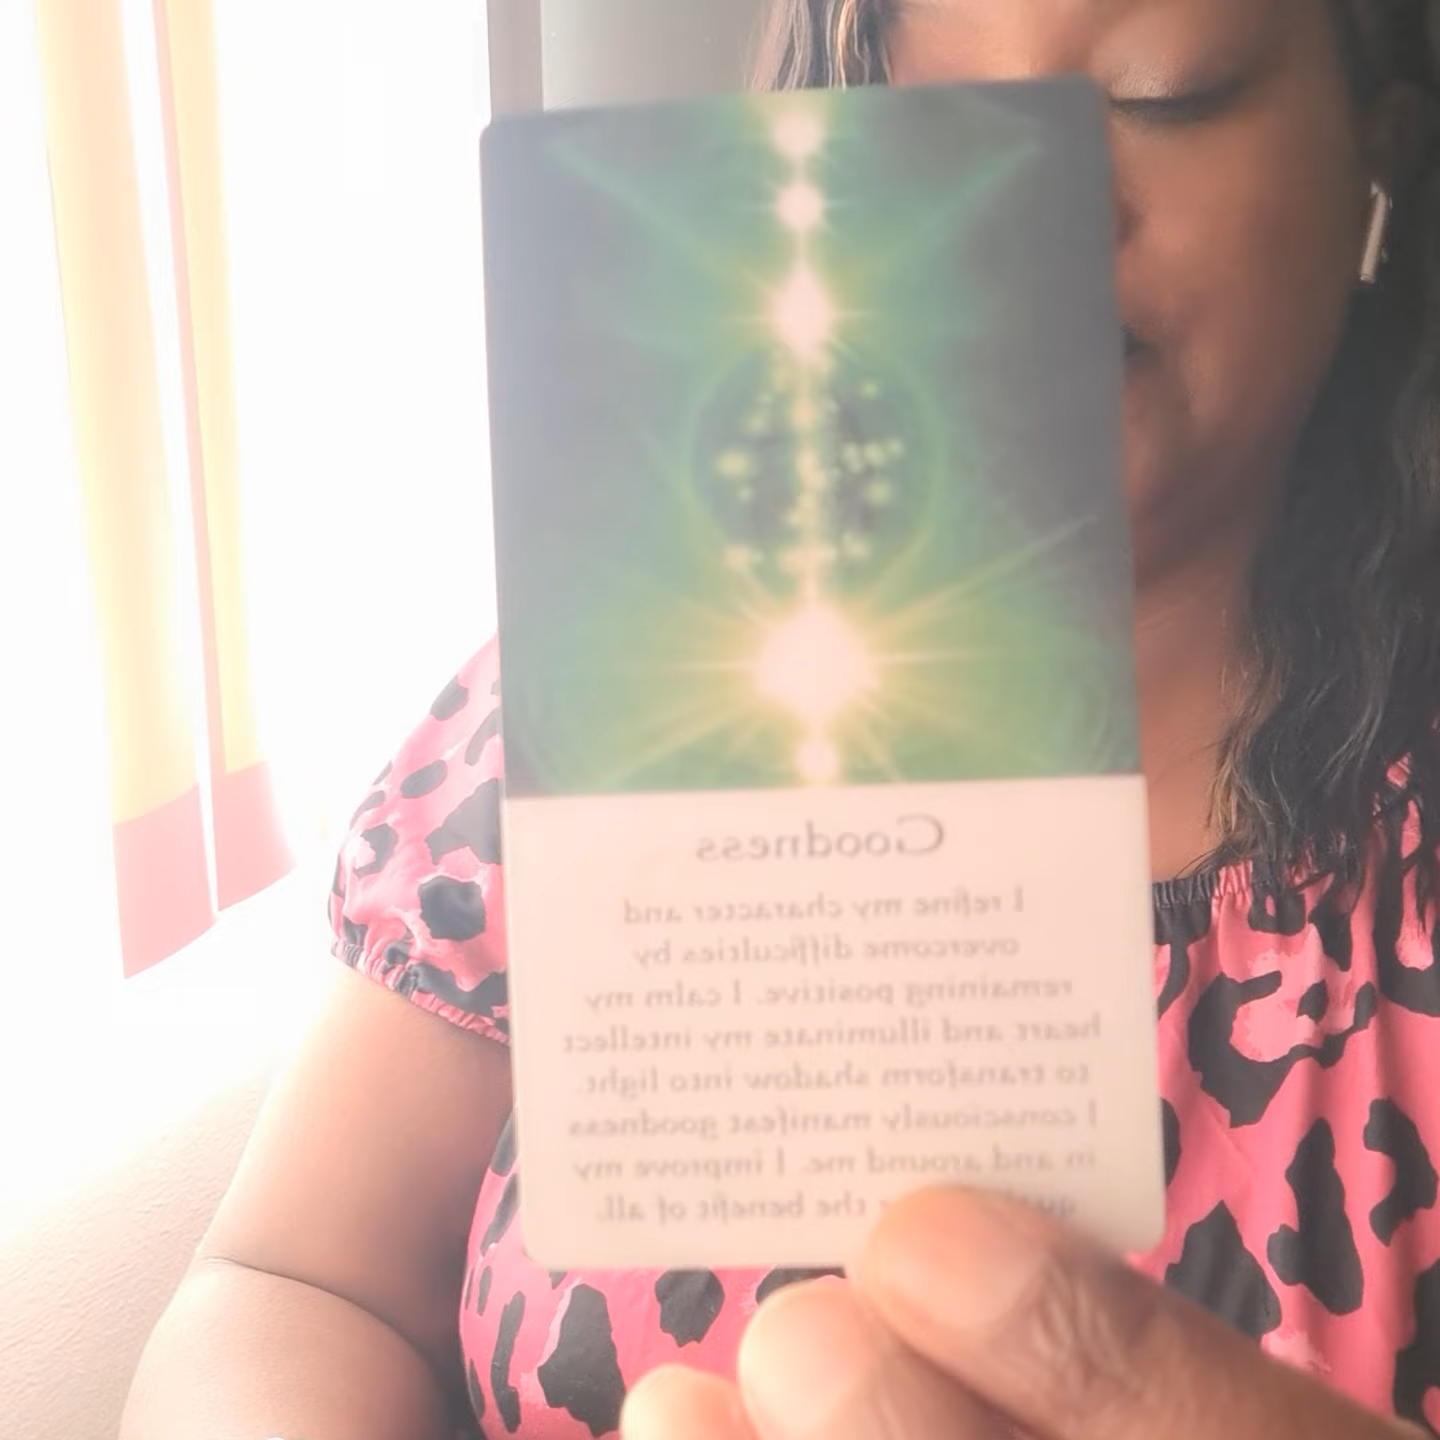 Goodness
I refine my character and
overcome difficulties by
remaining positive. I calm my
heart and illuminate my intellect
to transform shadow into light.
I consciously manifest goodness
in and around me. I improve my
the benefit of all.